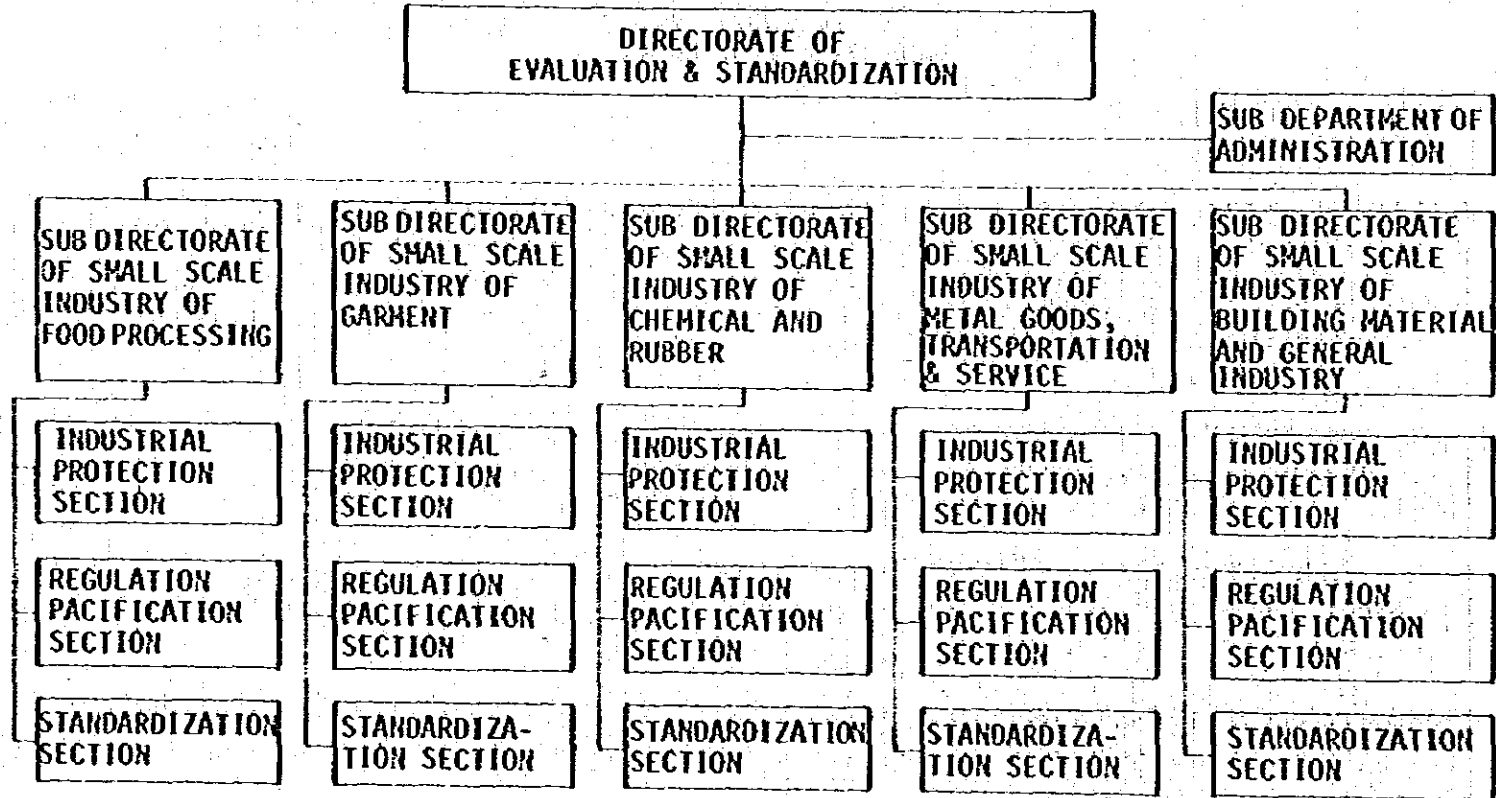 DIRECTORATE OF
EVALUATION & STANDARDIZATION
SUB DEPARTMENT OF
ADMINISTRATION
SUB DIRECTORATE
OF SMALL SCALE
INDUSTRY OF
FOOD PROCESSING
SUB DIRECTORATE
OF SMALL SCALE
INDUSTRY OF
GARMENT
SUB DIRECTORATE
OF SMALL SCALE
INDUSTRY OF
CHEMICAL AND
RUBBER
SUB DIRECTORATE
OF SMALL SCALE
INDUSTRY OF
METAL GOODS,
TRANSPORTATION
& SERVICE
SUB DIRECTORATE
OF SMALL SCALE
INDUSTRY OF
BUILDING MATERIAL
AND GENERAL
INDUSTRY
INDUSTRIAL
PROTECTION
SECTION
INDUSTRIAL
PROTECTION
SECTION
INDUSTRIAL
PROTECTION
SECTION
INDUSTRIAL
PROTECTION
SECTION
INDUSTRIAL
PROTECTION
SECTION
REGULATION
PACIFICATION
SECTION
REGULATION
PACIFICATION
SECTION
REGULATION
PACIFICATION
SECTION
REGULATION
PACIFICATION
SECTION
REGULATION
PACIFICATION
SECTION
STANDARDIZATION
SECTION
STANDARDIZA-
TION SECTION
STANDARDIZATION
SECTION
STANDARDIZA-
TION SECTION
STANDARDIZATION
SECTION